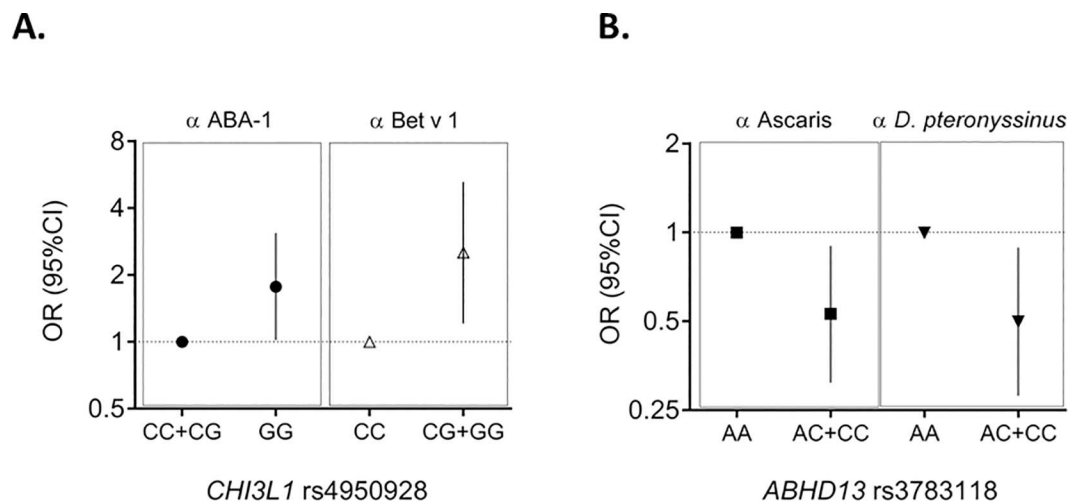 A.
α ABA-1
α Bet v 1
8
4
2
1
0.5
OR (95%CI)
CC+CG
GG
CC
CG+GG
CHI3L1 rs4950928
B.
α Ascaris
α D. pteronyssinus
2
1
0.5
0.25
OR (95%CI)
AA
AC+CC
AA
AC+CC
ABHD13 rs3783118